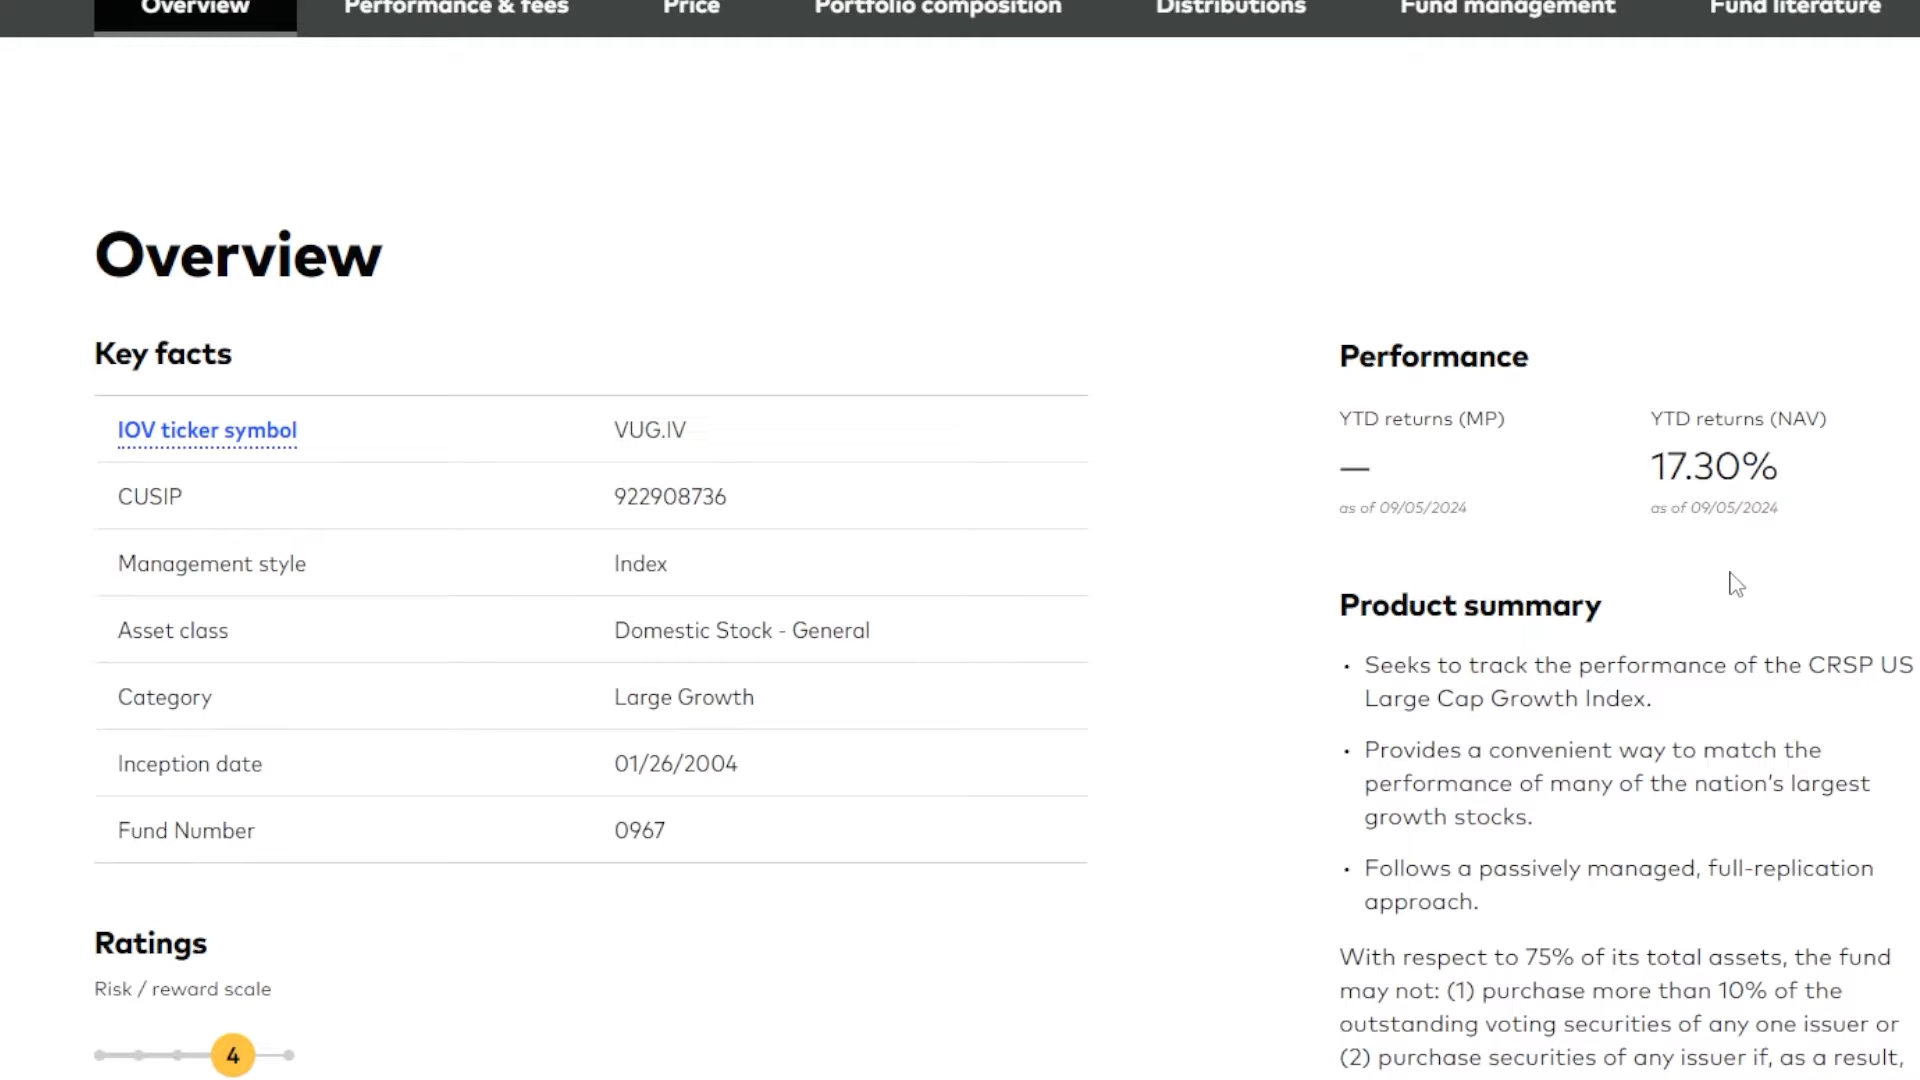 Overview Performance & fees Price Portfolio composition Distributions Fund management Fund literature
Overview
Key facts
IOV ticker symbol VUG.IV
CUSIP 922908736
Management style Index
Asset class Domestic Stock - General
Category Large Growth
Inception date 01/26/2004
Fund Number 0967
Ratings
Risk / reward scale
4
Performance
YTD returns (MP) YTD returns (NAV)
— 17.30%
as of 09/05/2024 as of 09/05/2024
Product summary
• Seeks to track the performance of the CRSP US
Large Cap Growth Index.
• Provides a convenient way to match the
performance of many of the nation's largest
growth stocks.
• Follows a passively managed, full-replication
approach.
With respect to 75% of its total assets, the fund
may not: (1) purchase more than 10% of the
outstanding voting securities of any one issuer or
(2) purchase securities of any issuer if, as a result,